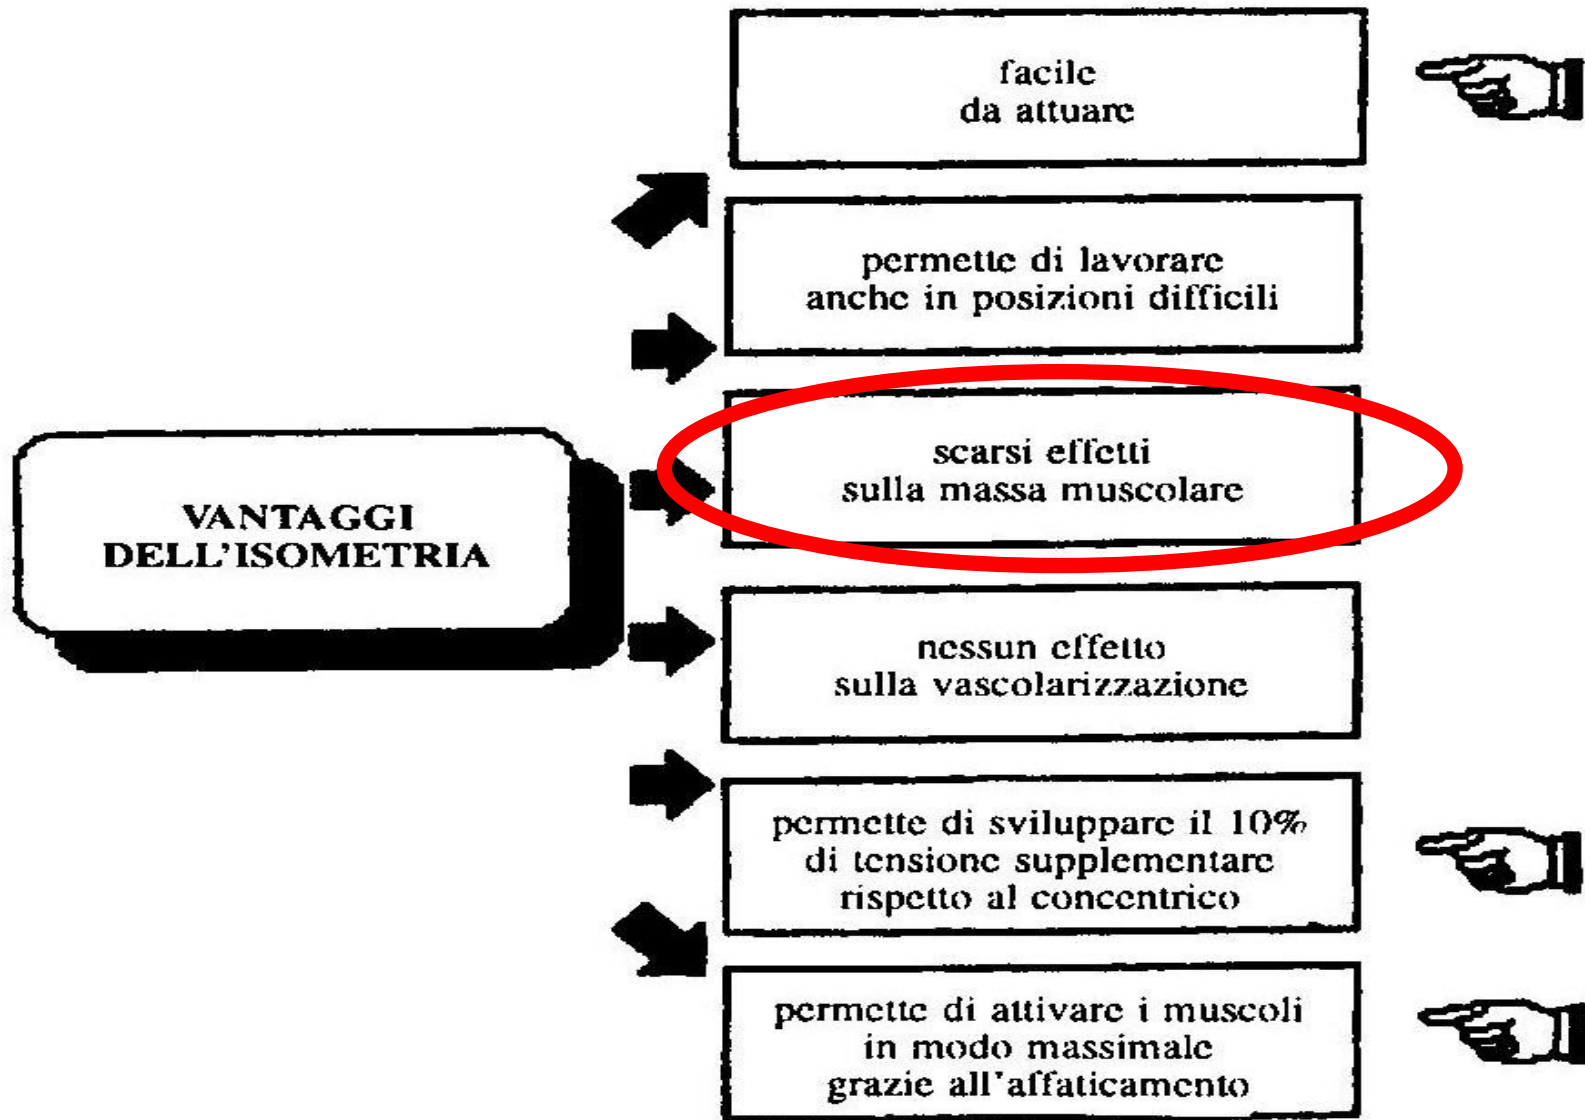 facile
da attuare
permette di lavorare
anche in posizioni difficili
scarsi effetti
sulla massa muscolare
VANTAGGI
DELL'ISOMETRIA
nessun effetto
sulla vascolarizzazione
permette di sviluppare il 10%
di tensione supplementare
rispetto al concentrico
permette di attivare i muscoli
in modo massimale
grazie all'affaticamento